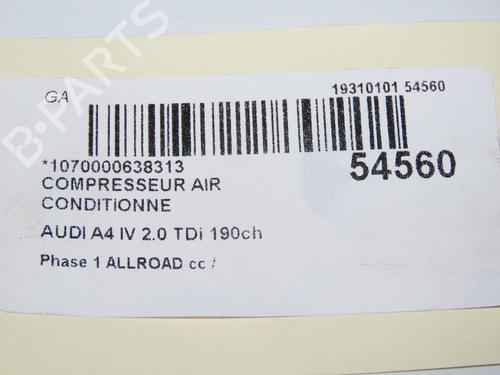 GA
19310101 54560
*1070000638313
54560
COMPRESSEUR AIR
CONDITIONNE
AUDI A4 IV 2.0 TDi 190ch
Phase 1 ALLROAD cc /
B-PARTS